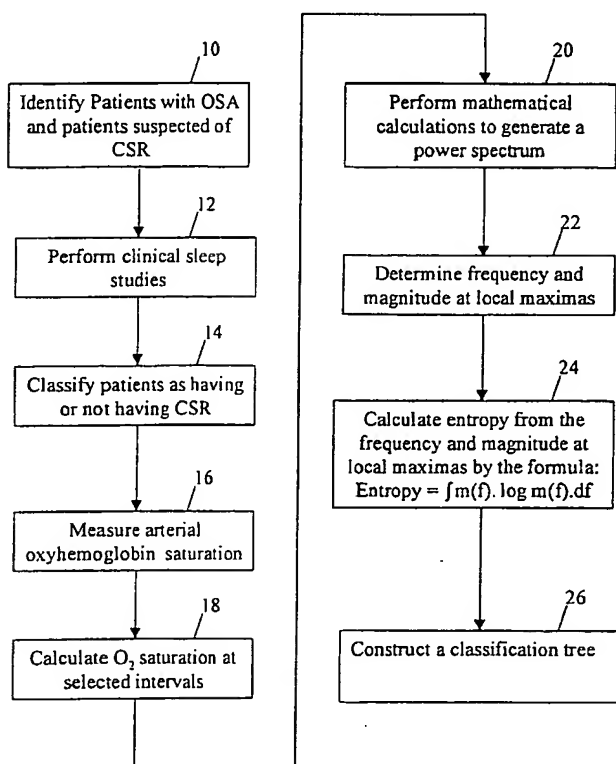 10
Identify Patients with OSA
and patients suspected of
CSR
12
Perform clinical sleep
studies
14
Classify patients as having
or not having CSR
16
Measure arterial
oxyhemoglobin saturation
18
Calculate O₂ saturation at
selected intervals
20
Perform mathematical
calculations to generate a
power spectrum
22
Determine frequency and
magnitude at local maximas
24
Calculate entropy from the
frequency and magnitude at
local maximas by the formula:
Entropy = ∫m(f). log m(f).df
26
Construct a classification tree